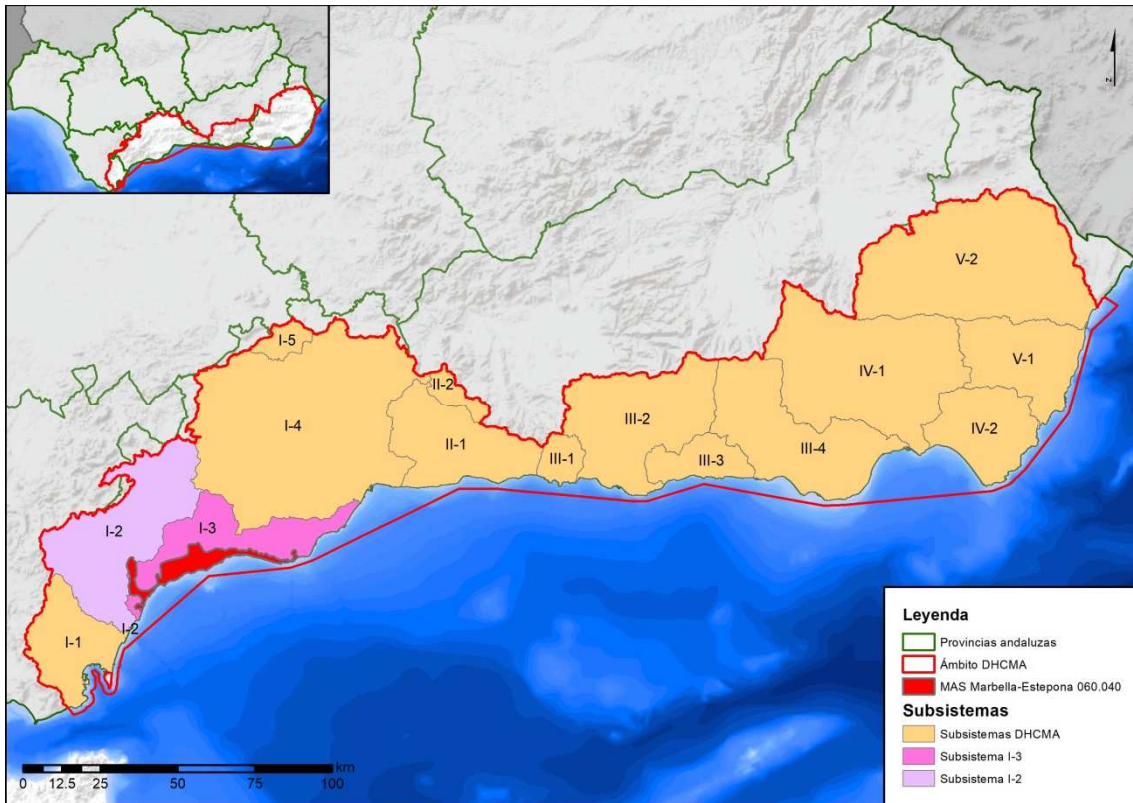 N
V-2
I-5
II-2
IV-1
V-1
I-4
III-2
II-1
IV-2
III-1
III-3
III-4
I-2
I-3
I-2
I-1
km
0 12.5 25 50 75 100
Leyenda
Provincias andaluzas
Ámbito DHCMA
MAS Marbella-Estepona 060.040
Subsistemas
Subsistemas DHCMA
Subsistema I-3
Subsistema I-2